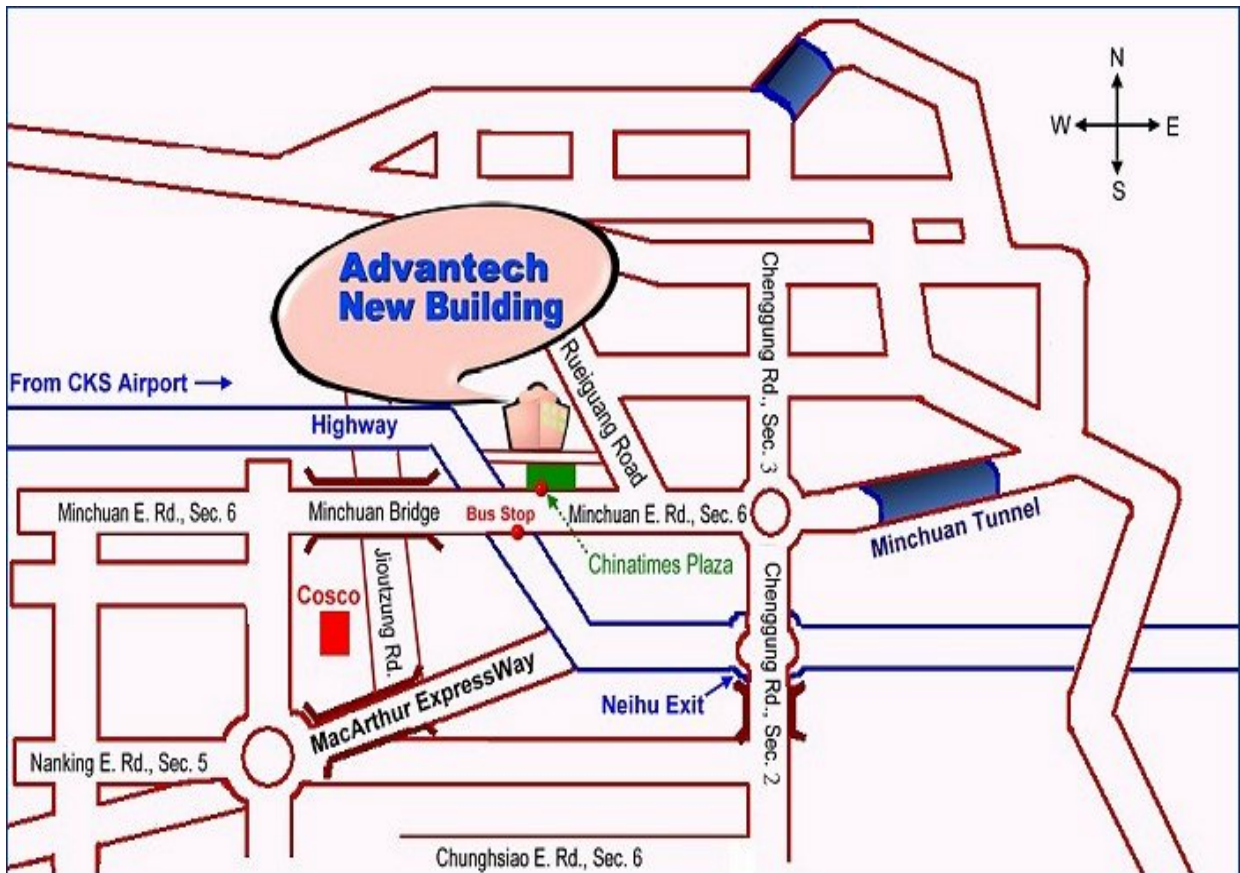 N
W E
S
Advantech
New Building
Chenggung Rd., Sec. 3
From CKS Airport
Rueiguang Road
Highway
Minchuan E. Rd., Sec. 6
Minchuan Bridge
Bus Stop
Minchuan E. Rd., Sec. 6
Minchuan Tunnel
Chinatimes Plaza
Jioutzung Rd.
Cosco
Chenggung Rd., Sec. 2
MacArthur ExpressWay
Neihu Exit
Nanking E. Rd., Sec. 5
Chunghsiao E. Rd., Sec. 6